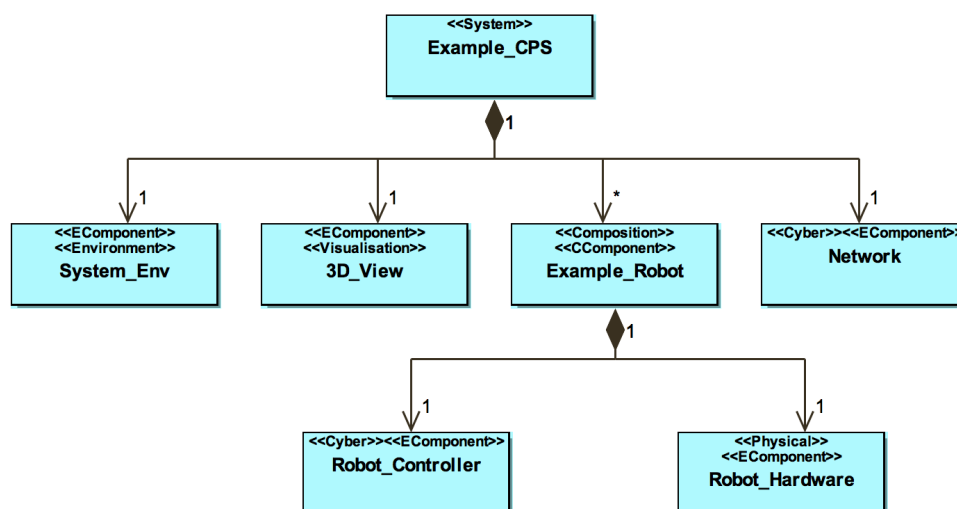 <<System>>
Example_CPS
1
1
1
*
1
<<EComponent>>
<<Environment>>
System_Env
<<EComponent>>
<<Visualisation>>
3D_View
<<Composition>>
<<CComponent>>
Example_Robot
<<Cyber>><<EComponent>>
Network
1
1
1
<<Cyber>><<EComponent>>
Robot_Controller
<<Physical>>
<<EComponent>>
Robot_Hardware